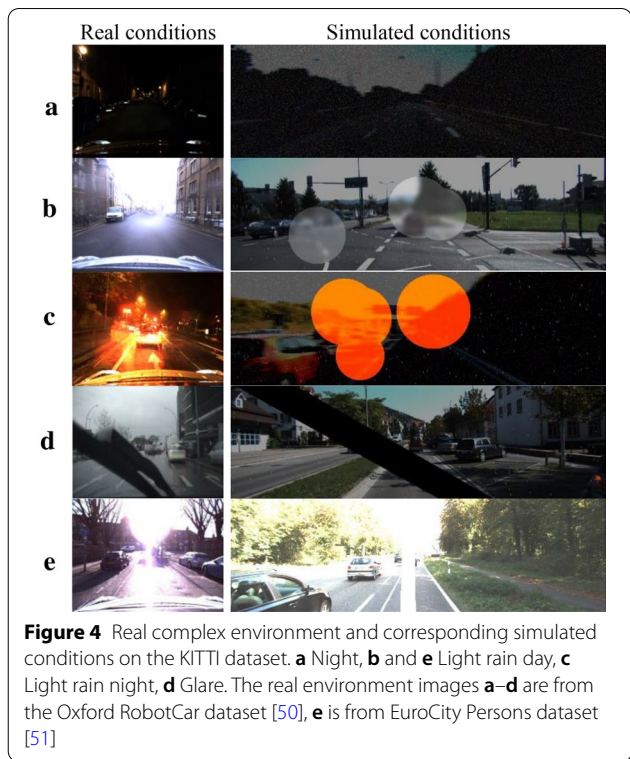 Real conditions Simulated conditions
a
b
c
d
e
Figure 4 Real complex environment and corresponding simulated
conditions on the KITTI dataset. a Night, b and e Light rain day, c
Light rain night, d Glare. The real environment images a–d are from
the Oxford RobotCar dataset [50], e is from EuroCity Persons dataset
[51]